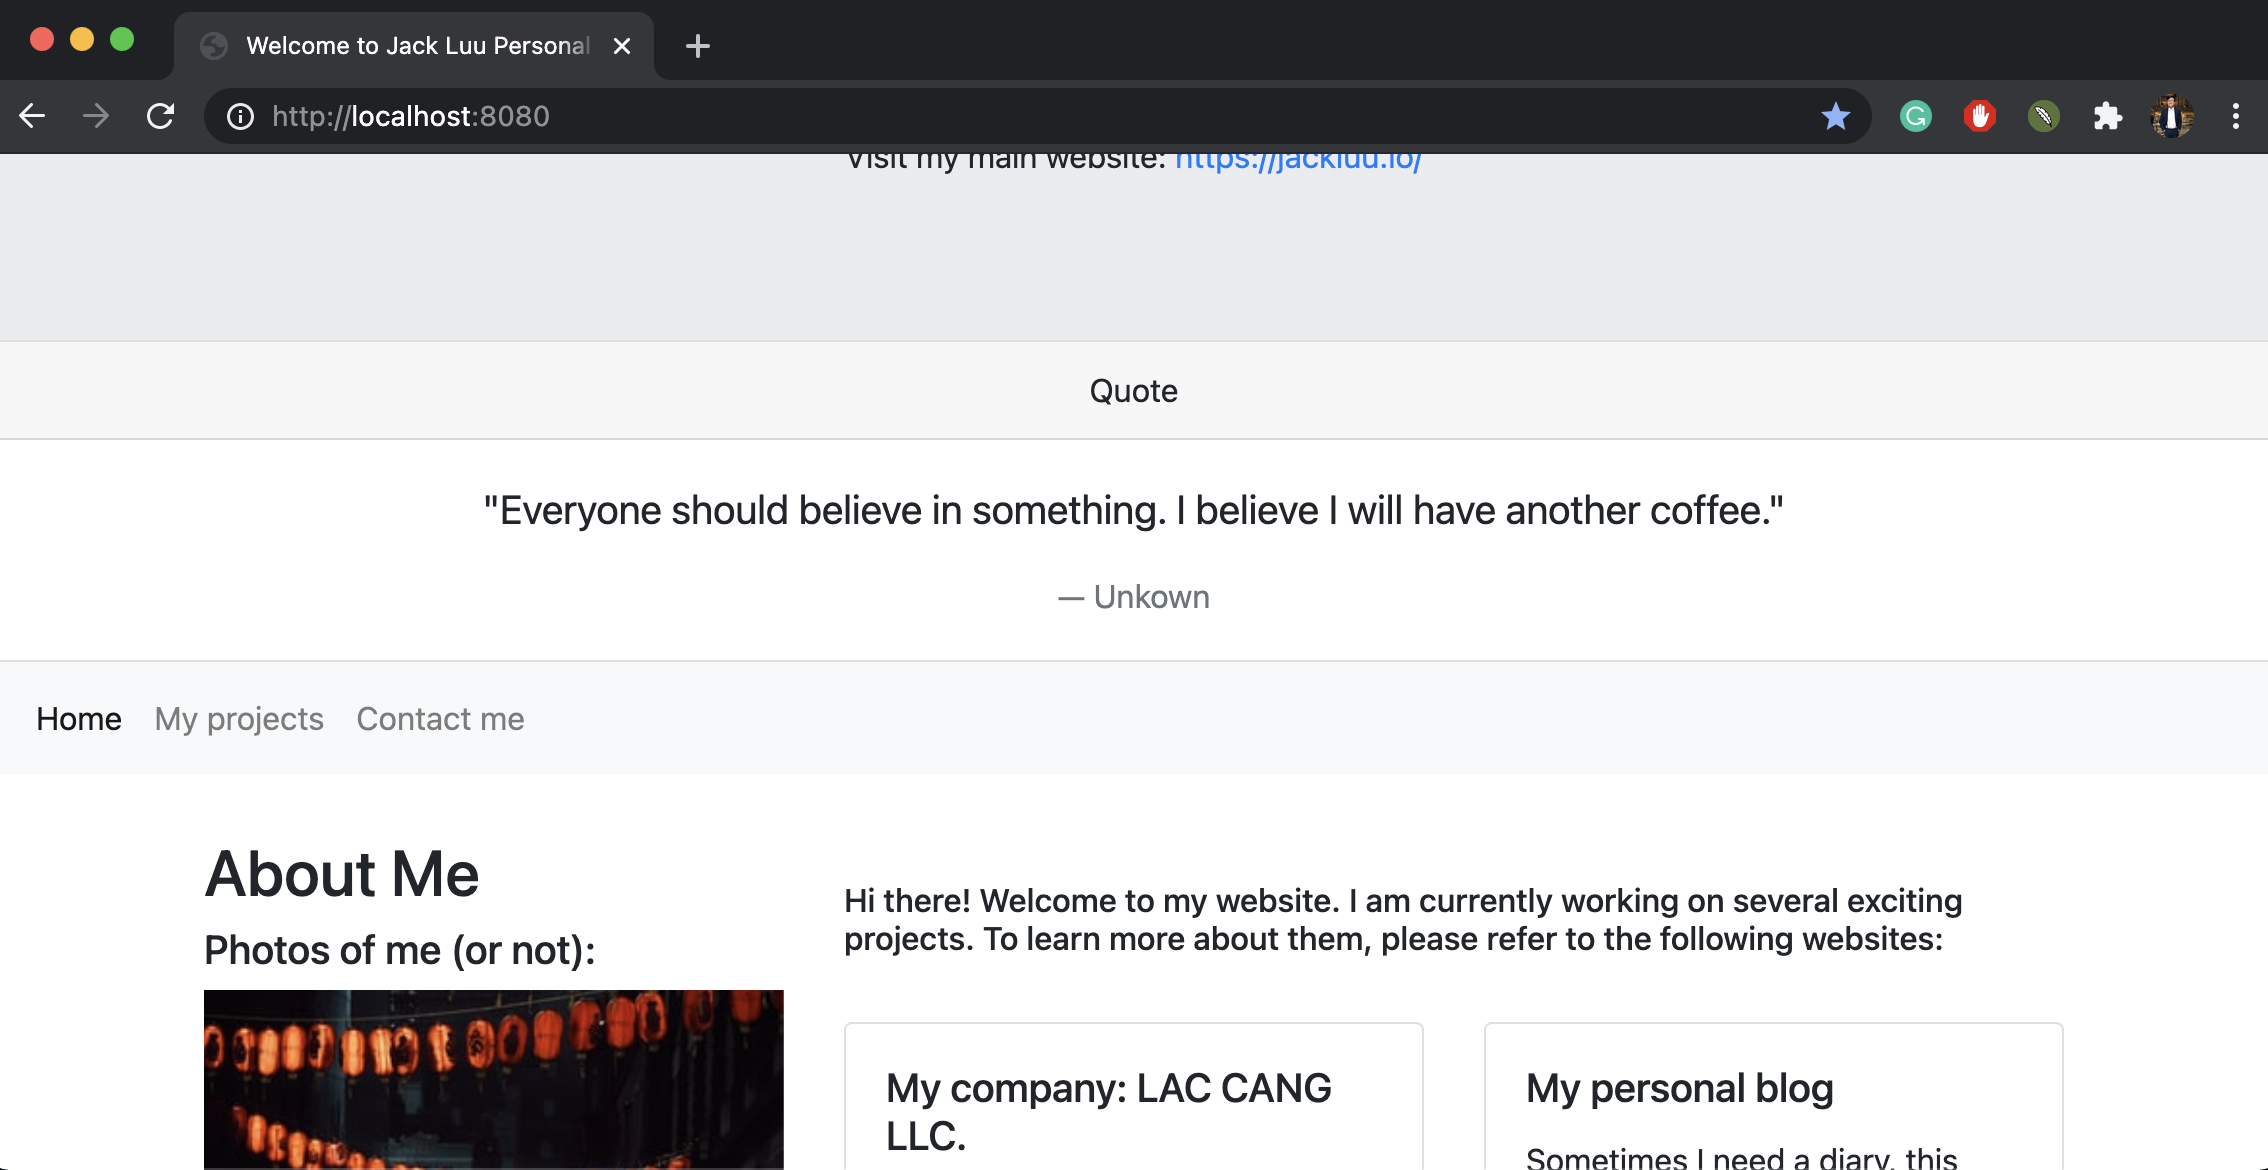 Welcome to Jack Luu Personal
http://localhost:8080
Visit my main website: https://jackluu.io/
Quote
"Everyone should believe in something. I believe I will have another coffee."
— Unkown
Home My projects Contact me
About Me
Photos of me (or not):
Hi there! Welcome to my website. I am currently working on several exciting
projects. To learn more about them, please refer to the following websites:
My company: LAC CANG
LLC.
My personal blog
Sometimes I need a diary, this